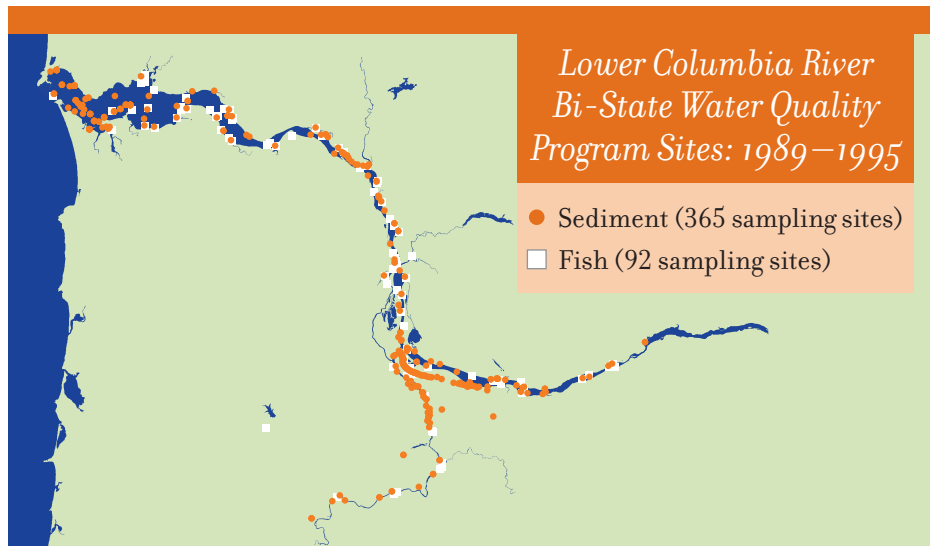 Lower Columbia River
Bi-State Water Quality
Program Sites: 1989–1995
Sediment (365 sampling sites)
Fish (92 sampling sites)